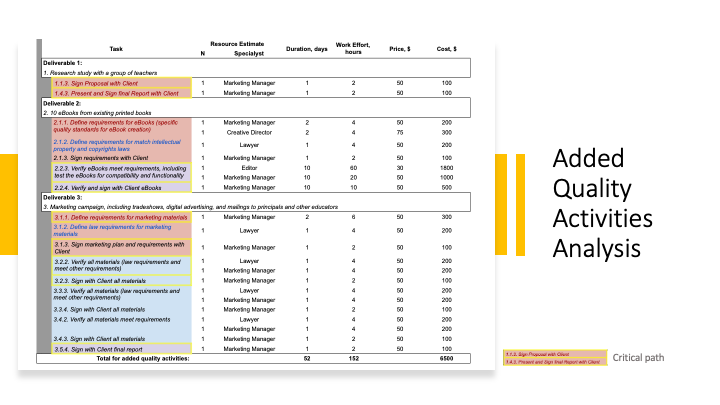 Task Resource Estimate Duration, days Work Effort, hours Price, $ Cost, $
N Specialyst
Deliverable 1:
1. Research study with a group of teachers
1.1.3. Sign Proposal with Client 1 Marketing Manager 1 2 50 100
1.4.3. Present and Sign final Report with Client 1 Marketing Manager 1 2 50 100
Deliverable 2:
2. 10 eBooks from existing printed books
2.1.1. Define requirements for eBooks (specific 1 Marketing Manager 2 4 50 200
quality standards for eBook creation) 1 Creative Director 2 4 75 300
2.1.2. Define requirements for match intellectual
property and copyrights laws 1 Lawyer 1 4 50 200
2.1.3. Sign requirements with Client 1 Marketing Manager 1 2 50 100
2.2.3. Verify eBooks meet requirements, including 1 Editor 10 60 30 1800
test the eBooks for compatibility and functionality 1 Marketing Manager 10 20 50 1000
2.2.4. Verify and sign with Client eBooks 1 Marketing Manager 10 10 50 500
Deliverable 3:
3. Marketing campaign, including tradeshows, digital advertising, and mailings to principals and other educators
3.1.1. Define requirements for marketing materials 1 Marketing Manager 2 6 50 300
3.1.2. Define law requirements for marketing
materials 1 Lawyer 1 4 50 200
3.1.3. Sign marketing plan and requirements with
Client 1 Marketing Manager 1 2 50 100
3.2.2. Verify all materials (law requirements and 1 Lawyer 1 4 50 200
meet other requirements) 1 Marketing Manager 1 4 50 200
3.2.3. Sign with Client all materials 1 Marketing Manager 1 2 50 100
3.3.3. Verify all materials (law requirements and 1 Lawyer 1 4 50 200
meet other requirements) 1 Marketing Manager 1 4 50 200
3.3.4. Sign with Client all materials 1 Marketing Manager 1 2 50 100
3.4.2. Verify all materials meet requirements 1 Lawyer 1 4 50 200
1 Marketing Manager 1 4 50 200
3.4.3. Sign with Client all materials 1 Marketing Manager 1 2 50 100
3.5.4. Sign with Client final report 1 Marketing Manager 1 2 50 100
Total for added quality activities: 52 152 6500
Added
Quality
Activities
Analysis
1.1.3. Sign Proposal with Client
1.4.3. Present and Sign final Report with Client
Critical path